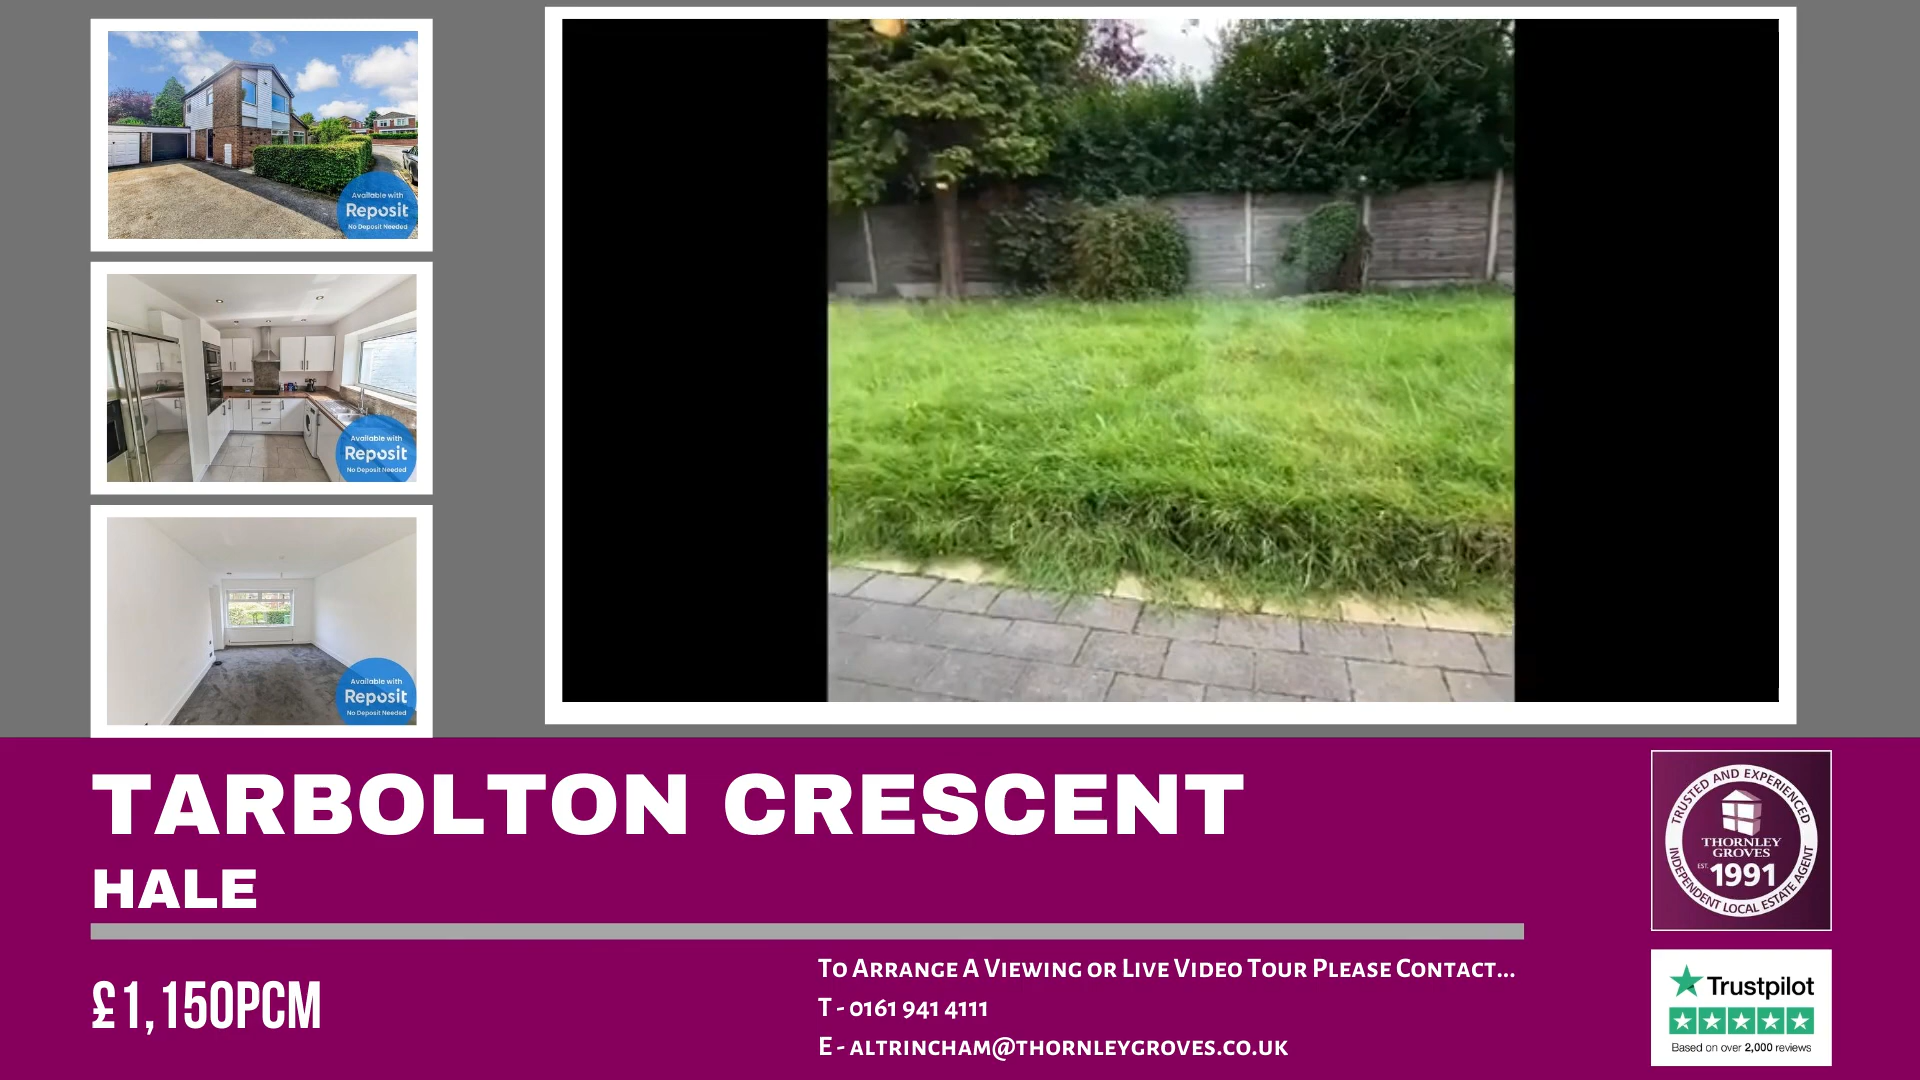 Available with
Reposit
No Deposit Needed
Available with
Reposit
No Deposit Needed
Available with
Reposit
No Deposit Needed
TARBOLTON CRESCENT
HALE
£1,150PCM
To Arrange A Viewing or Live Video Tour Please Contact...
T - 0161 941 4111
E - altrincham@thornleygroves.co.uk
TRUSTED AND EXPERIENCED
THORNLEY
GROVES
EST. 1991
INDEPENDENT LOCAL ESTATE AGENT
Trustpilot
Based on over 2,000 reviews